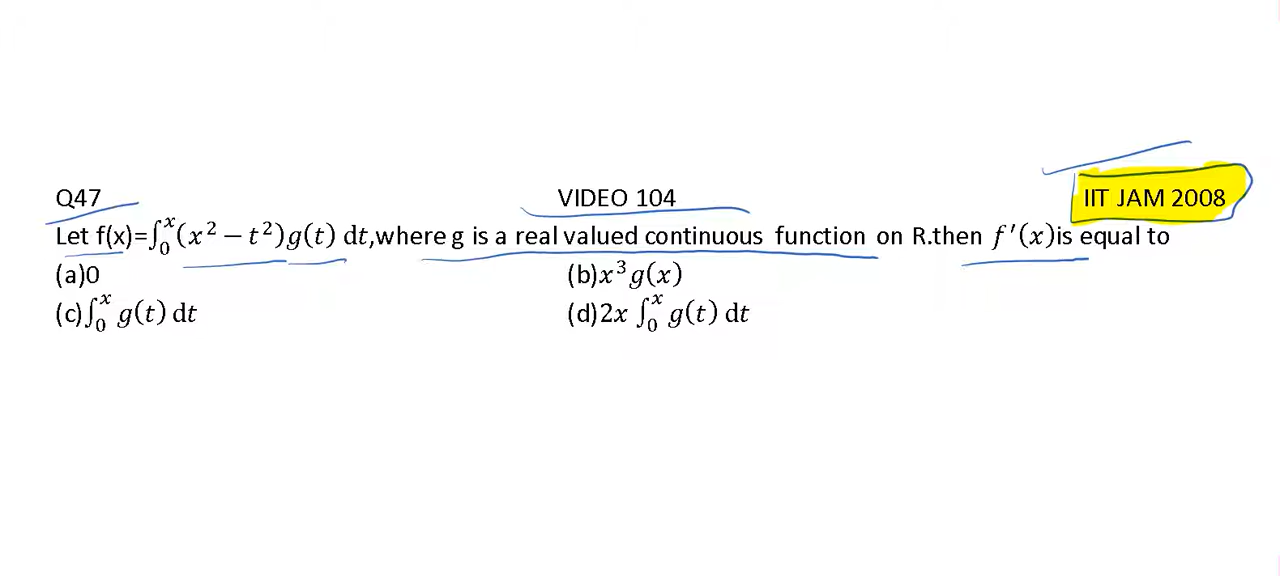 Q47 VIDEO 104 IIT JAM 2008
Let f(x)=∫₀ˣ(x² − t²)g(t) dt,where g is a real valued continuous function on R.then f′(x)is equal to
(a)0 (b)x³g(x)
(c)∫₀ˣ g(t) dt (d)2x ∫₀ˣ g(t) dt